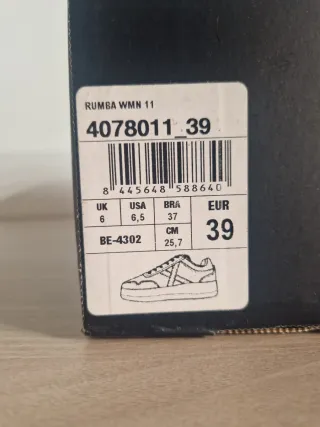 RUMBA WMN 11
4078011_39
8 445648 588640
UK USA BRA EUR
6 6,5 37 39
BE-4302 CM
25,7